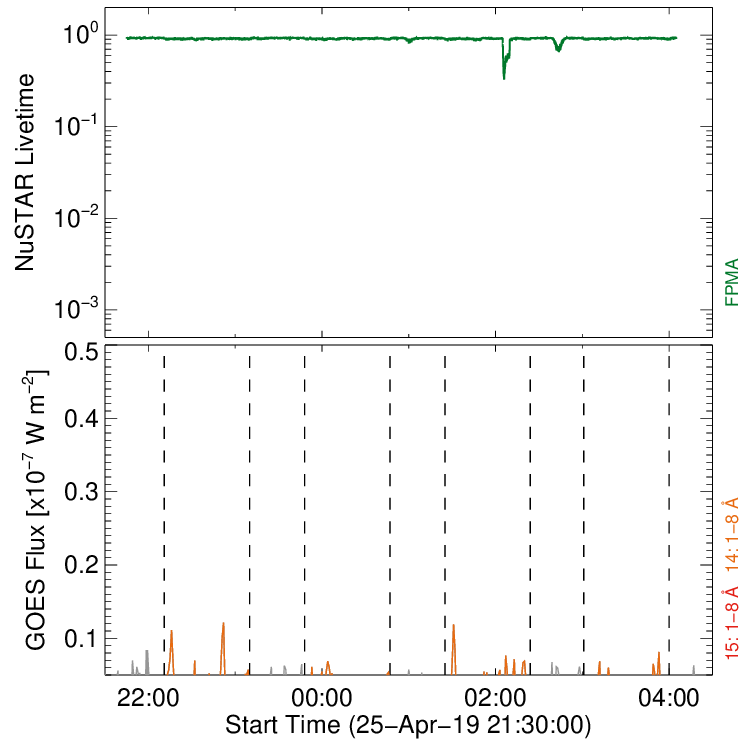 10⁰
10⁻¹
10⁻²
10⁻³
NuSTAR Livetime
FPMA
0.5
0.4
0.3
0.2
0.1
GOES Flux [x10⁻⁷ W m⁻²]
15: 1−8 Å 14: 1−8 Å
22:00 00:00 02:00 04:00
Start Time (25−Apr−19 21:30:00)